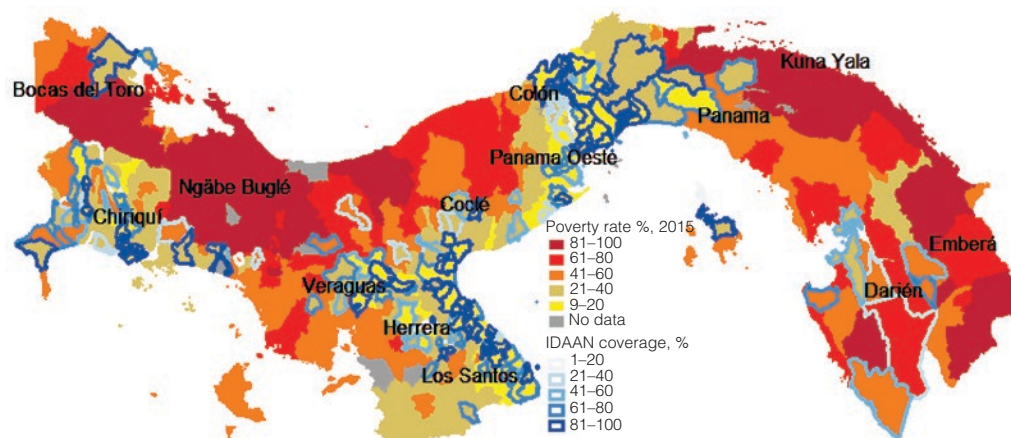 Bocas del Toro
Kuna Yala
Colón
Panama
Panama Oeste
Ngäbe Buglé
Coclé
Chiriquí
Emberá
Veraguas
Darién
Herrera
Los Santos
Poverty rate %, 2015
81–100
61–80
41–60
21–40
9–20
No data
IDAAN coverage, %
1–20
21–40
41–60
61–80
81–100